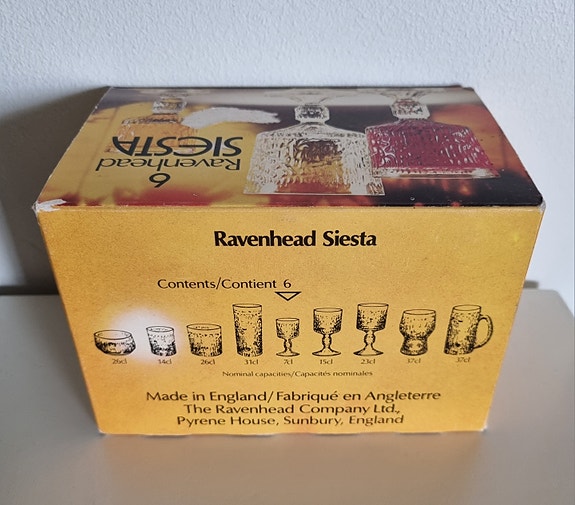 6
Ravenhead
SIESTA
Ravenhead Siesta
Contents/Contient 6
26cl 14cl 26cl 31cl 7cl 15cl 23cl 37cl 37cl
Nominal capacities/Capacités nominales
Made in England/Fabriqué en Angleterre
The Ravenhead Company Ltd.,
Pyrene House, Sunbury, England